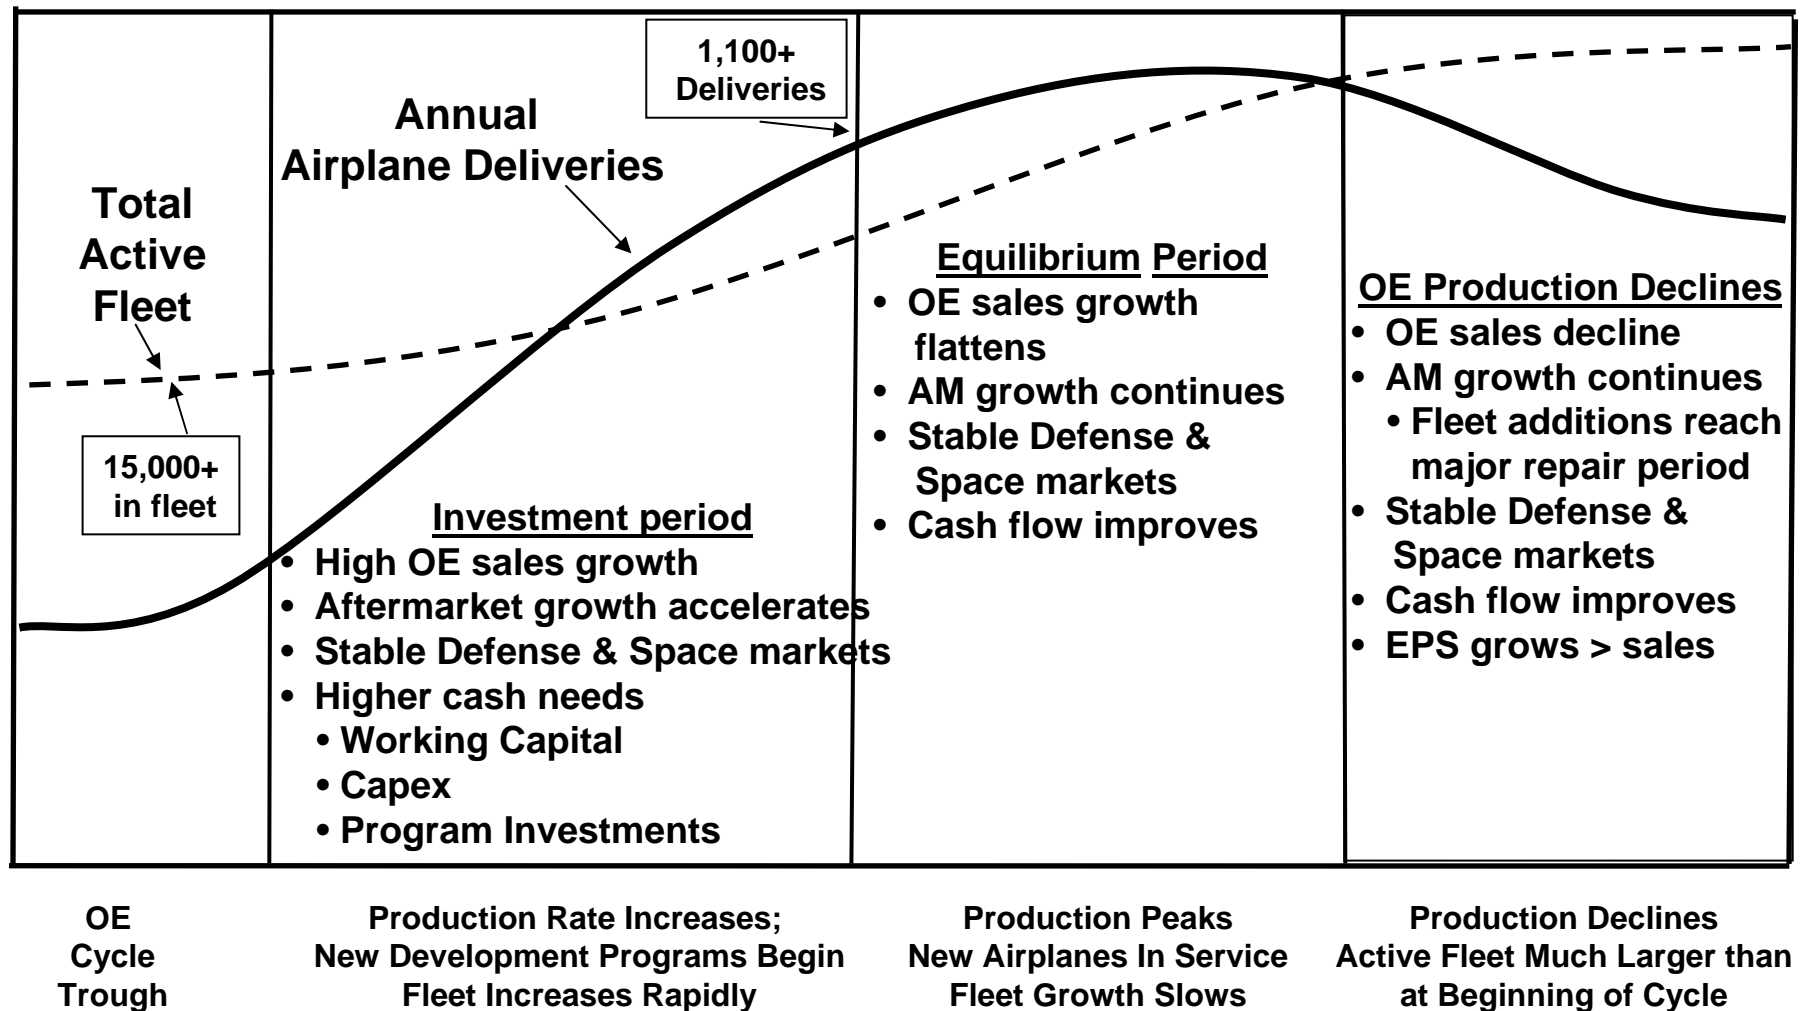 1,100+
Deliveries
Annual
Airplane Deliveries
Total
Active
Fleet
15,000+
in fleet
Investment period
• High OE sales growth
• Aftermarket growth accelerates
• Stable Defense & Space markets
• Higher cash needs
• Working Capital
• Capex
• Program Investments
Equilibrium Period
• OE sales growth
flattens
• AM growth continues
• Stable Defense &
Space markets
• Cash flow improves
OE Production Declines
• OE sales decline
• AM growth continues
• Fleet additions reach
major repair period
• Stable Defense &
Space markets
• Cash flow improves
• EPS grows > sales
OE
Cycle
Trough
Production Rate Increases;
New Development Programs Begin
Fleet Increases Rapidly
Production Peaks
New Airplanes In Service
Fleet Growth Slows
Production Declines
Active Fleet Much Larger than
at Beginning of Cycle